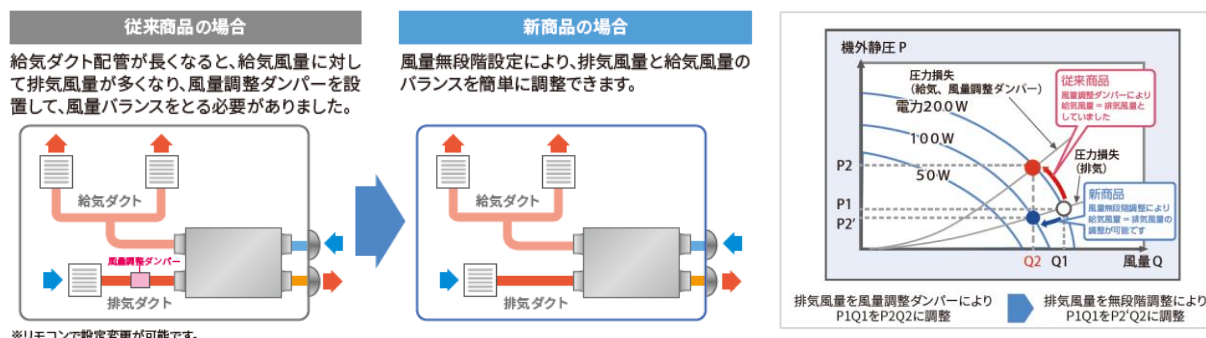 従来商品の場合
給気ダクト配管が長くなると、給気風量に対し
て排気風量が多くなり、風量調整ダンパーを設
置して、風量バランスをとる必要がありました。
給気ダクト
風量調整ダンパー
排気ダクト
※リモコンで設定変更が可能です。
新商品の場合
風量無段階設定により、排気風量と給気風量の
バランスを簡単に調整できます。
給気ダクト
排気ダクト
機外静圧 P
圧力損失
(給気、風量調整ダンパー)
電力200W
100W
50W
従来商品
風量調整ダンパーにより
給気風量=排気風量と
していました
圧力損失
(排気)
新商品
風量無段階調整により
給気風量=排気風量の
調整が可能です
P2
P1
P2'
Q2 Q1 風量Q
排気風量を風量調整ダンパーにより
P1Q1をP2Q2に調整
排気風量を無段階調整により
P1Q1をP2'Q2に調整